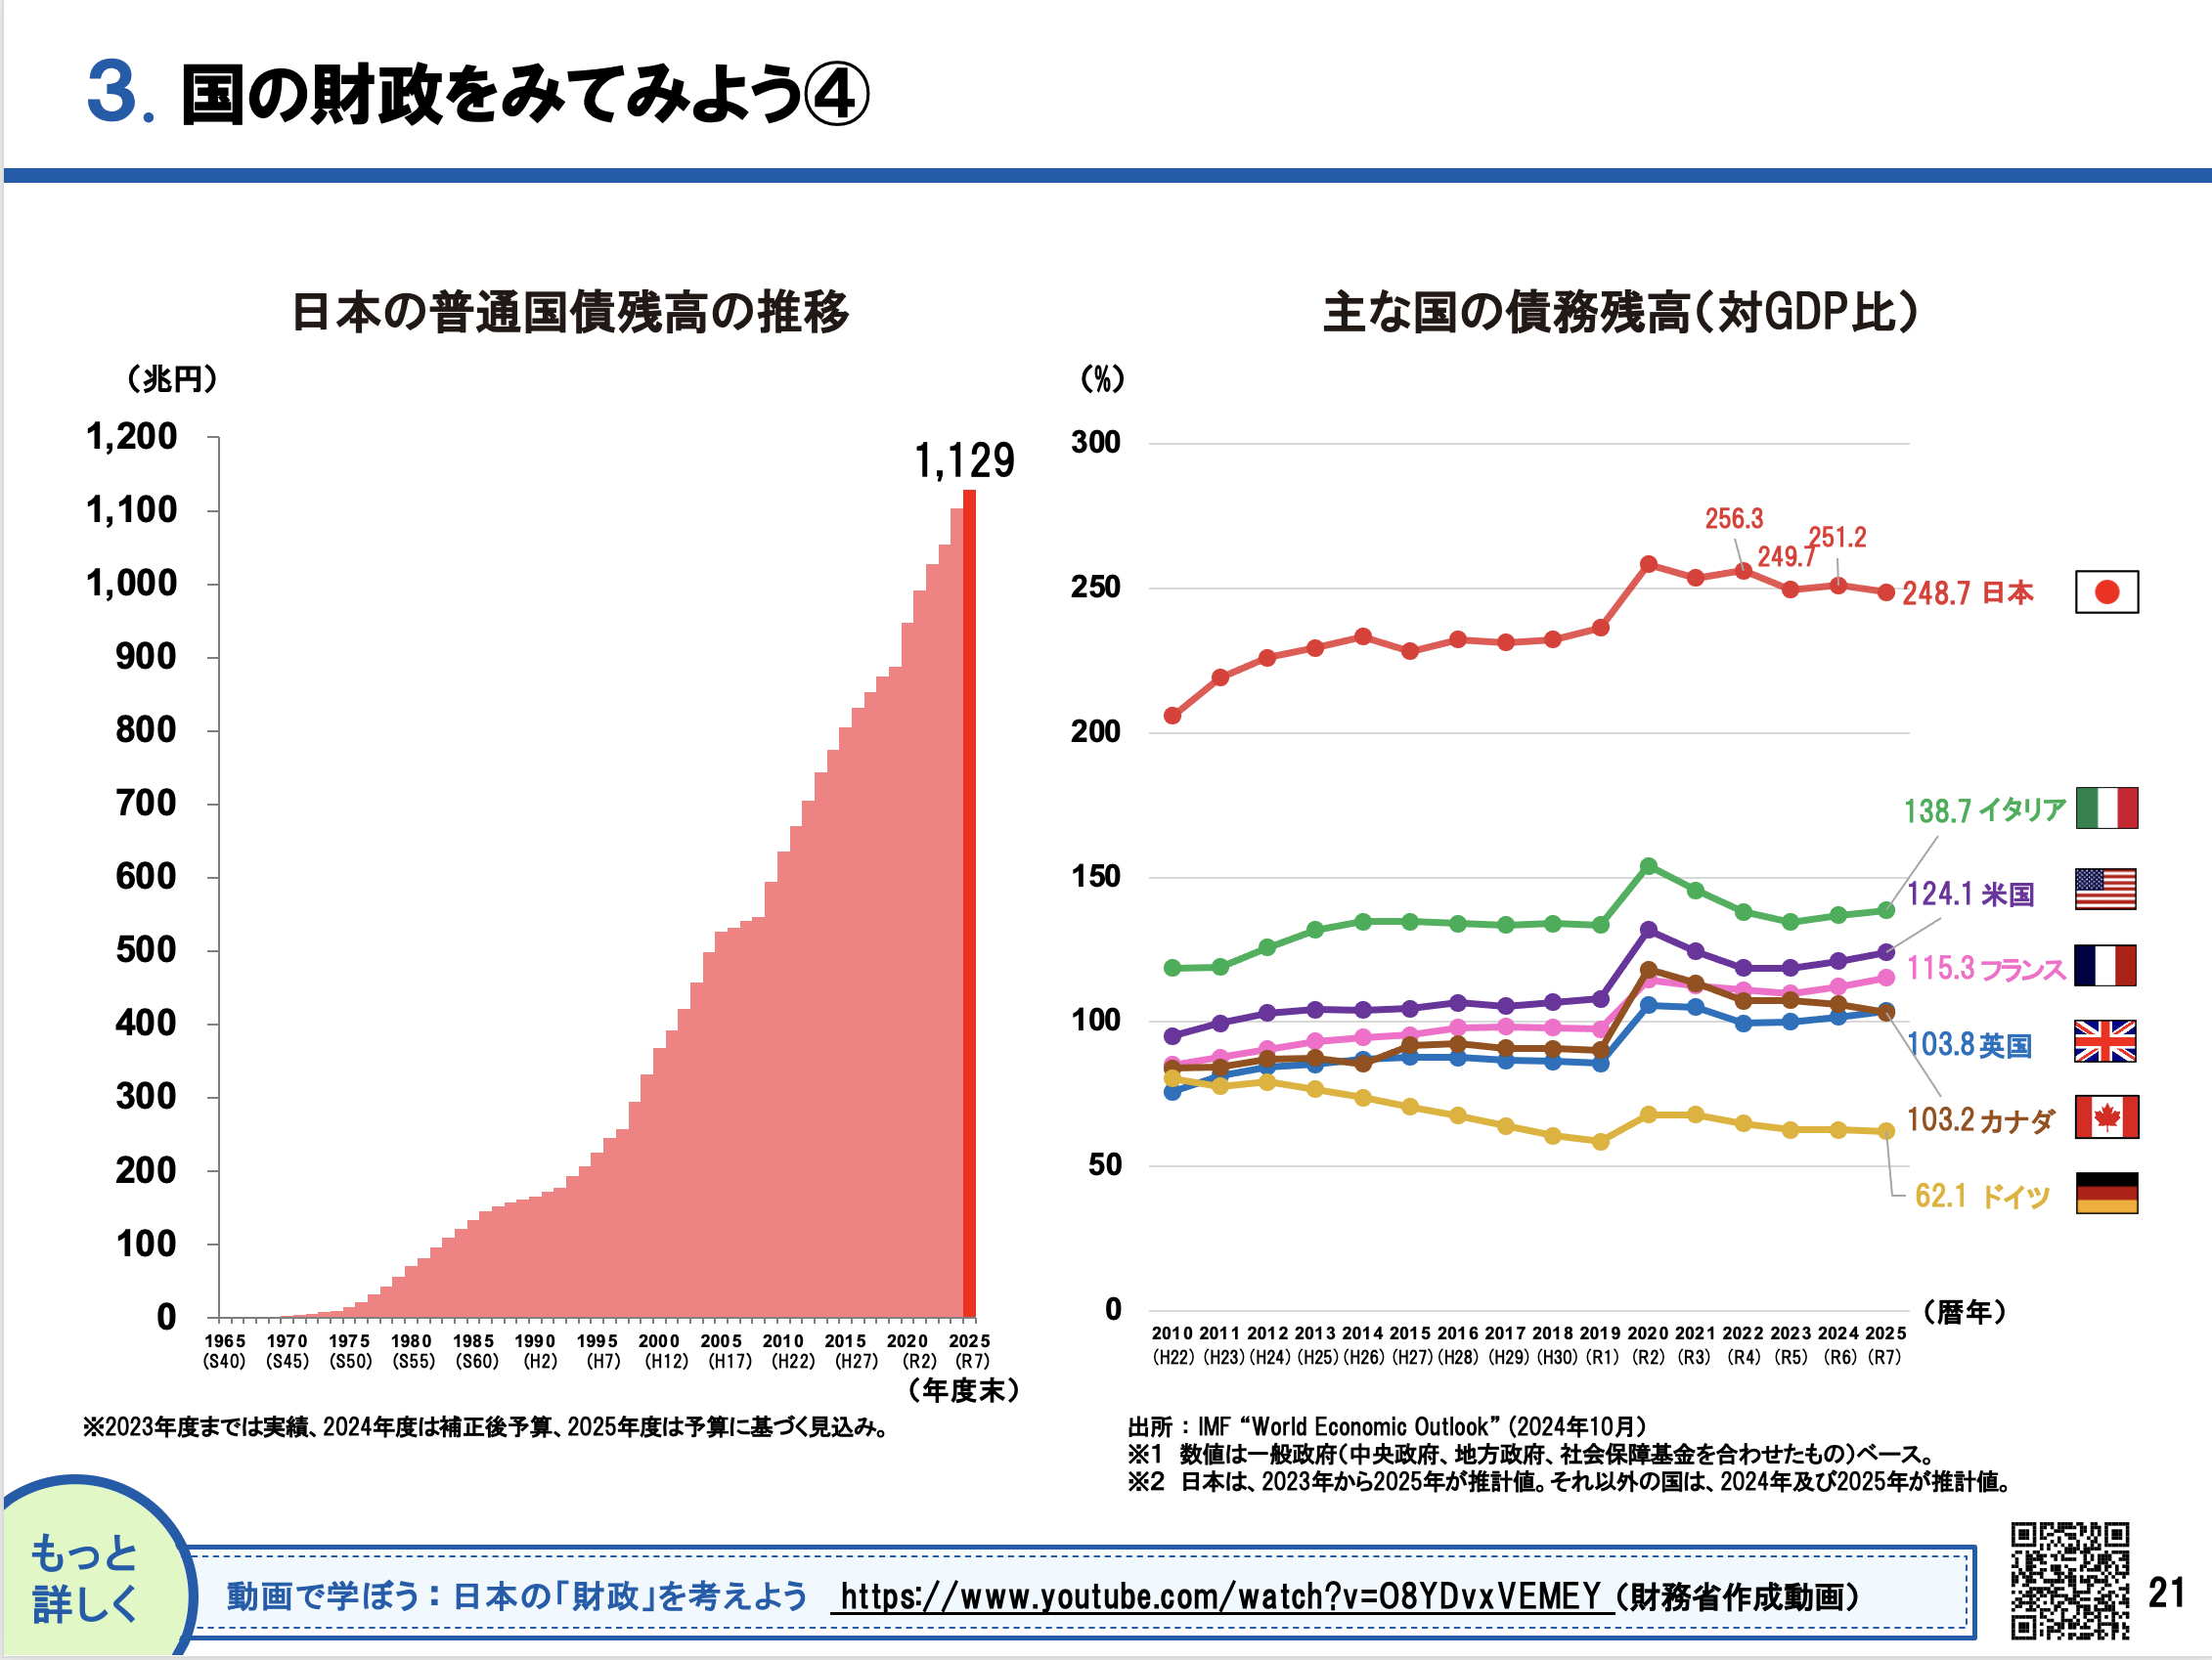 3. 国の財政をみてみよう④
日本の普通国債残高の推移
（兆円）
1,200
1,100
1,000
900
800
700
600
500
400
300
200
100
0
1,129
1965 1970 1975 1980 1985 1990 1995 2000 2005 2010 2015 2020 2025
（S40） （S45） （S50） （S55） （S60） （H2） （H7） （H12） （H17） （H22） （H27） （R2） （R7）
（年度末）
※2023年度までは実績、2024年度は補正後予算、2025年度は予算に基づく見込み。
主な国の債務残高（対GDP比）
（%）
300
250
200
150
100
50
0
256.3
249.7
251.2
248.7 日本
138.7 イタリア
124.1 米国
115.3 フランス
103.8 英国
103.2 カナダ
62.1 ドイツ
（暦年）
2010 2011 2012 2013 2014 2015 2016 2017 2018 2019 2020 2021 2022 2023 2024 2025
（H22） （H23） （H24） （H25） （H26） （H27） （H28） （H29） （H30） （R1） （R2） （R3） （R4） （R5） （R6） （R7）
出所：IMF “World Economic Outlook” （2024年10月）
※1 数値は一般政府（中央政府、地方政府、社会保障基金を合わせたもの）ベース。
※2 日本は、2023年から2025年が推計値。それ以外の国は、2024年及び2025年が推計値。
もっと
詳しく
動画で学ぼう：日本の「財政」を考えよう https://www.youtube.com/watch?v=O8YDvxVEMEY（財務省作成動画）
21